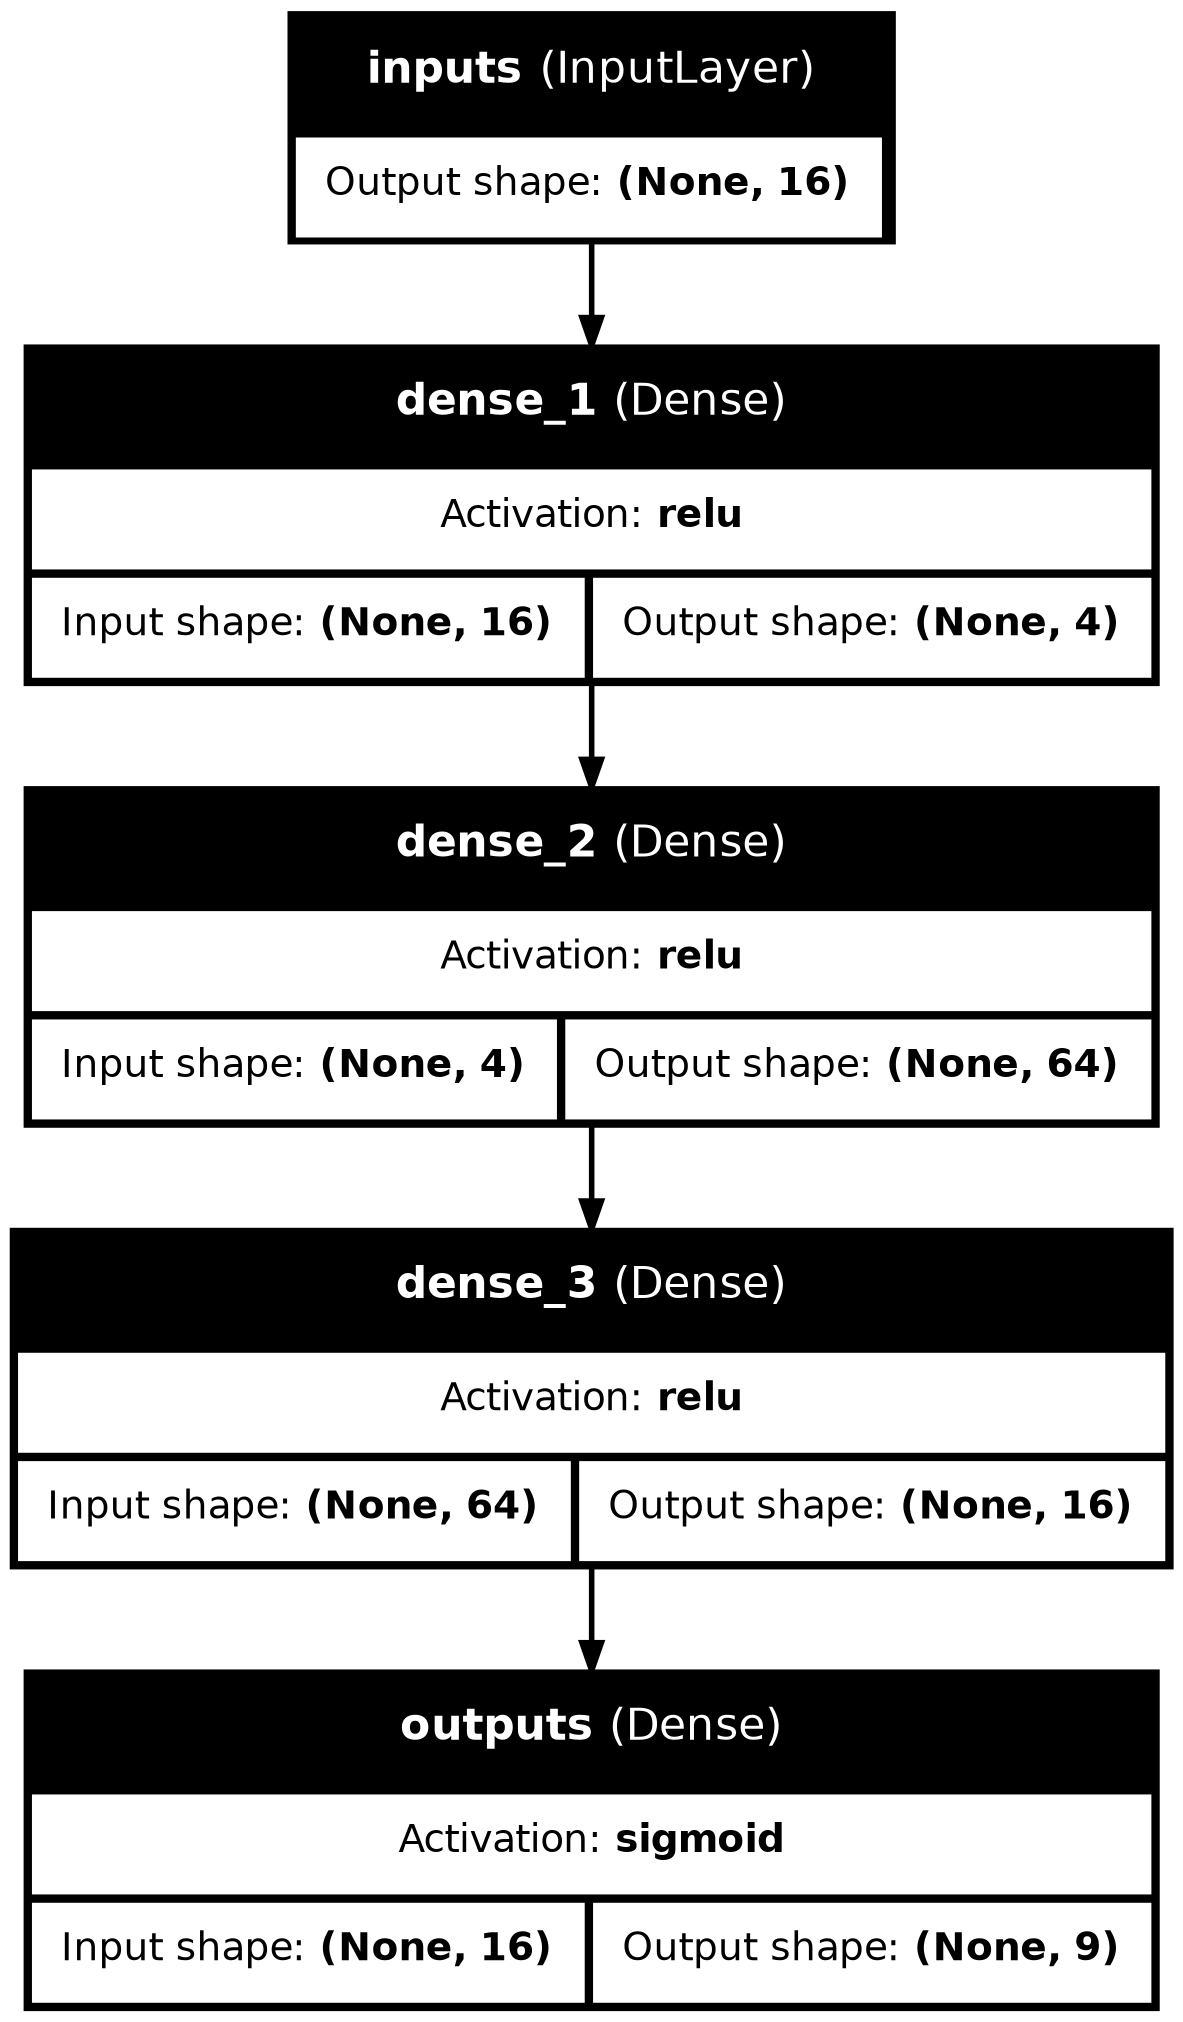 inputs (InputLayer)
Output shape: (None, 16)
dense_1 (Dense)
Activation: relu
Input shape: (None, 16) Output shape: (None, 4)
dense_2 (Dense)
Activation: relu
Input shape: (None, 4) Output shape: (None, 64)
dense_3 (Dense)
Activation: relu
Input shape: (None, 64) Output shape: (None, 16)
outputs (Dense)
Activation: sigmoid
Input shape: (None, 16) Output shape: (None, 9)